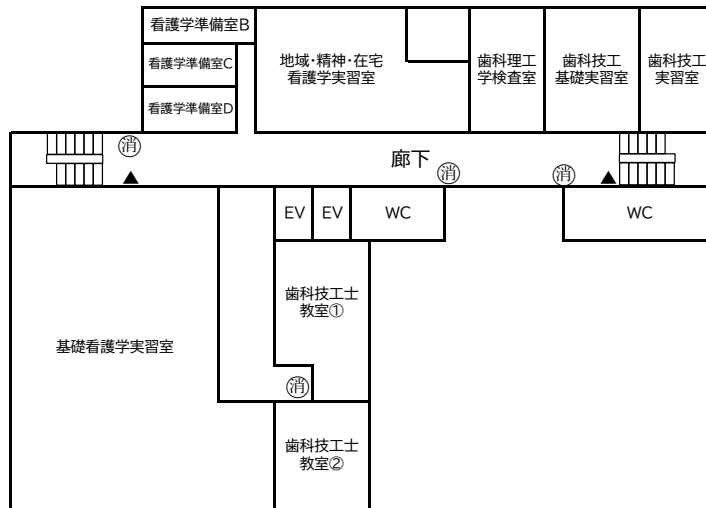 看護学準備室B
看護学準備室C
看護学準備室D
地域・精神・在宅
看護学実習室
歯科理工
学検査室
歯科技工
基礎実習室
歯科技工
実習室
消
廊下
消
消
EV
EV
WC
WC
歯科技工士
教室①
基礎看護学実習室
消
歯科技工士
教室②